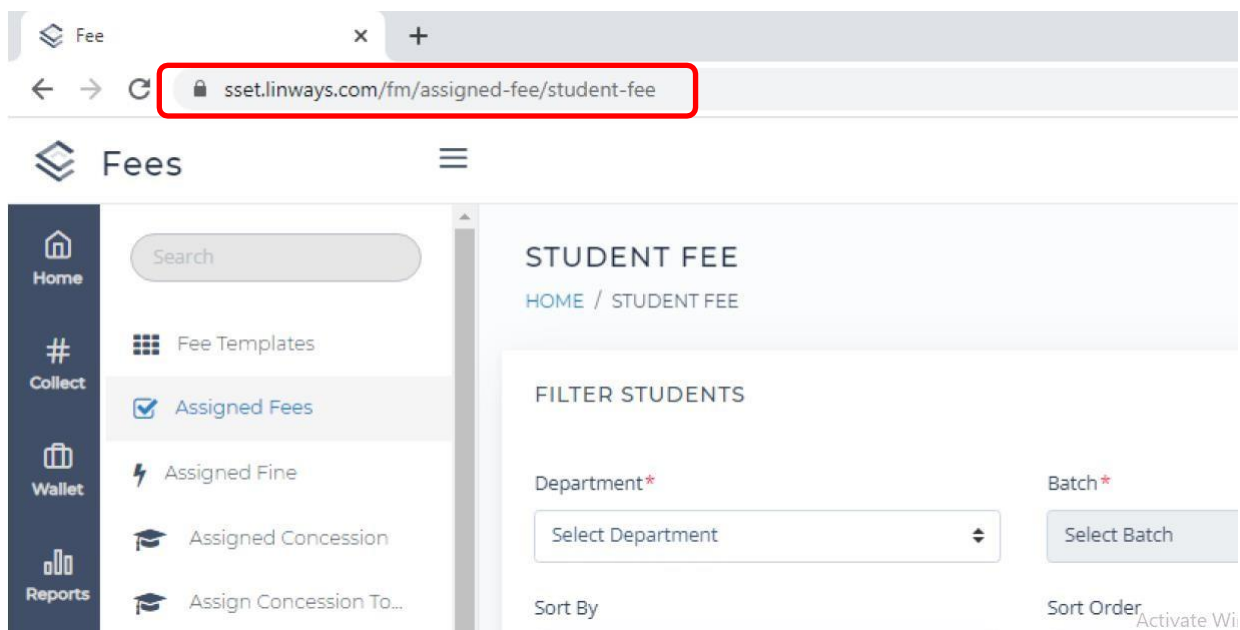 Fee
sset.linways.com/fm/assigned-fee/student-fee
Fees
Home
Collect
Wallet
Reports
Search
Fee Templates
Assigned Fees
Assigned Fine
Assigned Concession
Assign Concession To...
STUDENT FEE
HOME / STUDENT FEE
FILTER STUDENTS
Department* Batch*
Select Department Select Batch
Sort By Sort Order
Activate Wi